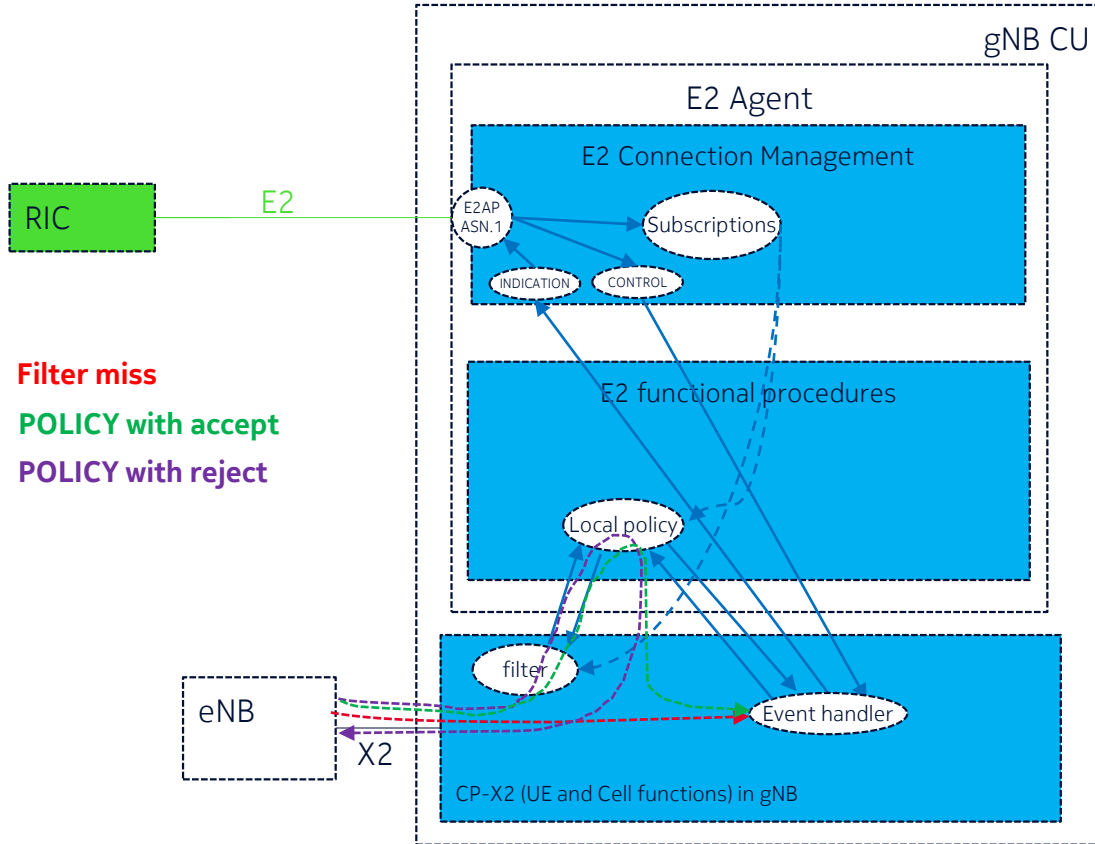 gNB CU
E2 Agent
E2 Connection Management
RIC
E2
E2AP
ASN.1
Subscriptions
INDICATION
CONTROL
Filter miss
POLICY with accept
POLICY with reject
E2 functional procedures
Local policy
filter
eNB
X2
Event handler
CP-X2 (UE and Cell functions) in gNB